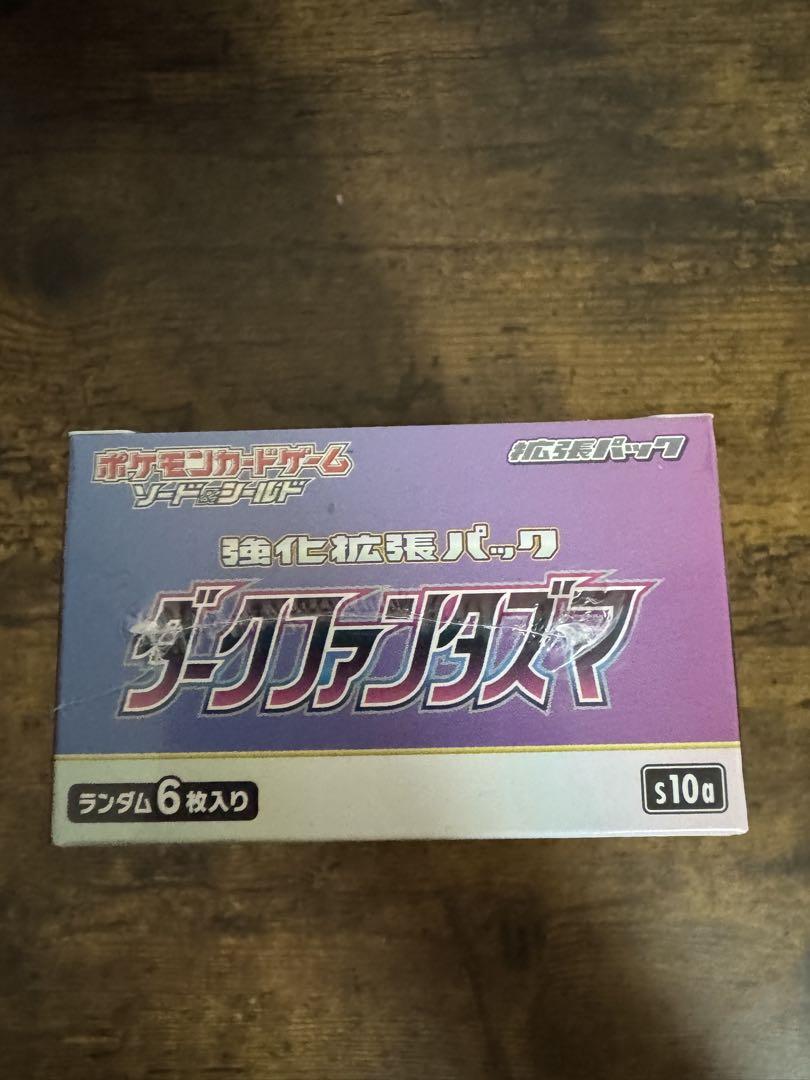 ポケモンカードゲーム
ソード&シールド
拡張パック
強化拡張パック
ダークファンタズマ
ランダム6枚入り
s10a